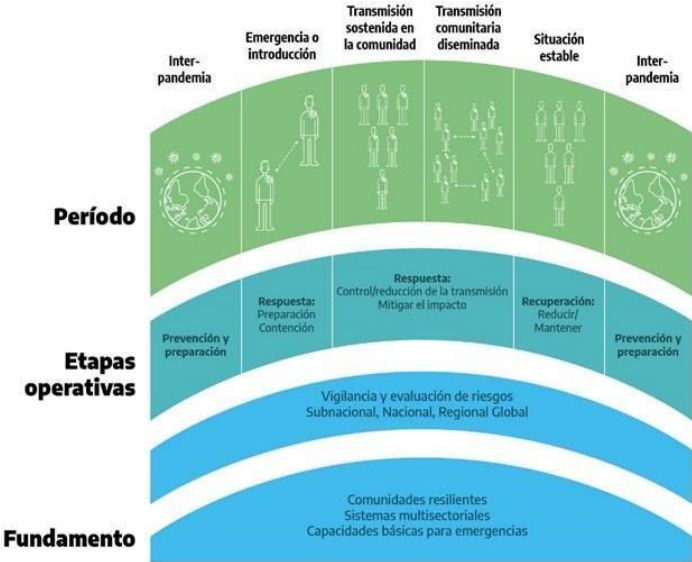 Inter-
pandemia
Emergencia o
introducción
Transmisión
sostenida en
la comunidad
Transmisión
comunitaria
diseminada
Situación
estable
Inter-
pandemia
Período
Etapas
operativas
Prevención y
preparación
Respuesta:
Preparación
Contención
Respuesta:
Control/reducción de la transmisión
Mitigar el impacto
Recuperación:
Reducir/
Mantener
Prevención y
preparación
Vigilancia y evaluación de riesgos
Subnacional, Nacional, Regional Global
Fundamento
Comunidades resilientes
Sistemas multisectoriales
Capacidades básicas para emergencias